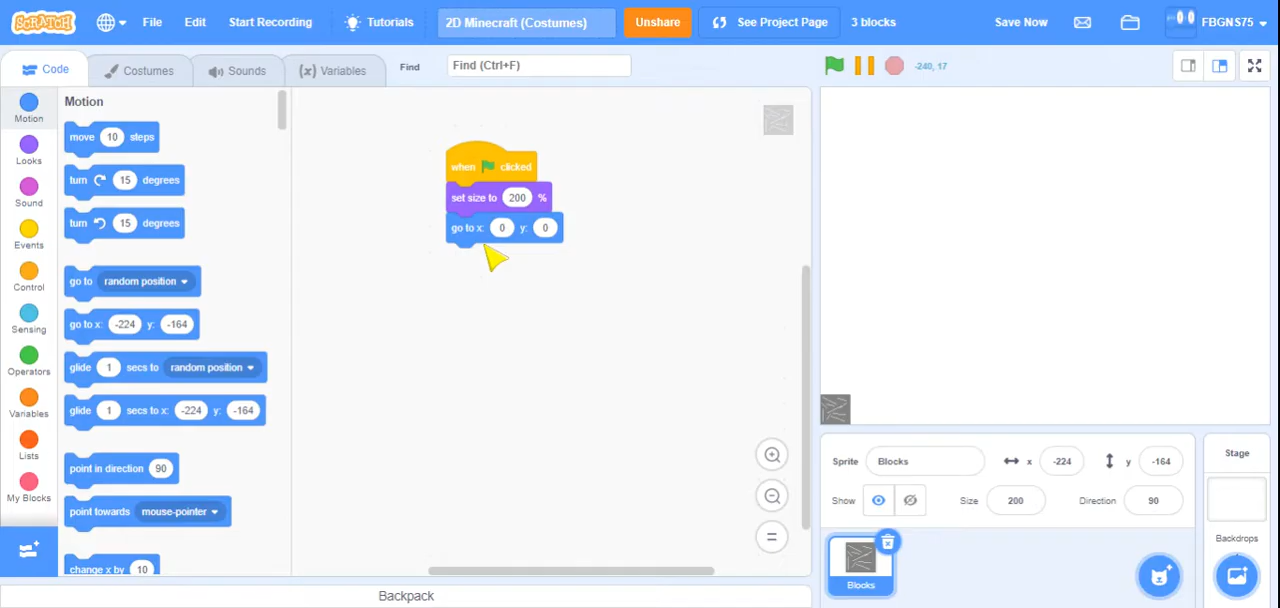 SCRATCH File Edit Start Recording Tutorials 2D Minecraft (Costumes) Unshare See Project Page 3 blocks Save Now FBGNS75
Code Costumes Sounds (x) Variables Find Find (Ctrl+F) -240, 17
Motion
Motion
Looks
Sound
Events
Control
Sensing
Operators
Variables
Lists
My Blocks
move 10 steps
turn 15 degrees
turn 15 degrees
go to random position
go to x: -224 y: -164
glide 1 secs to random position
glide 1 secs to x: -224 y: -164
point in direction 90
point towards mouse-pointer
change x by 10
when clicked
set size to 200 %
go to x: 0 y: 0
Sprite Blocks x -224 y -164
Show Size 200 Direction 90
Blocks
Stage
Backdrops
Backpack